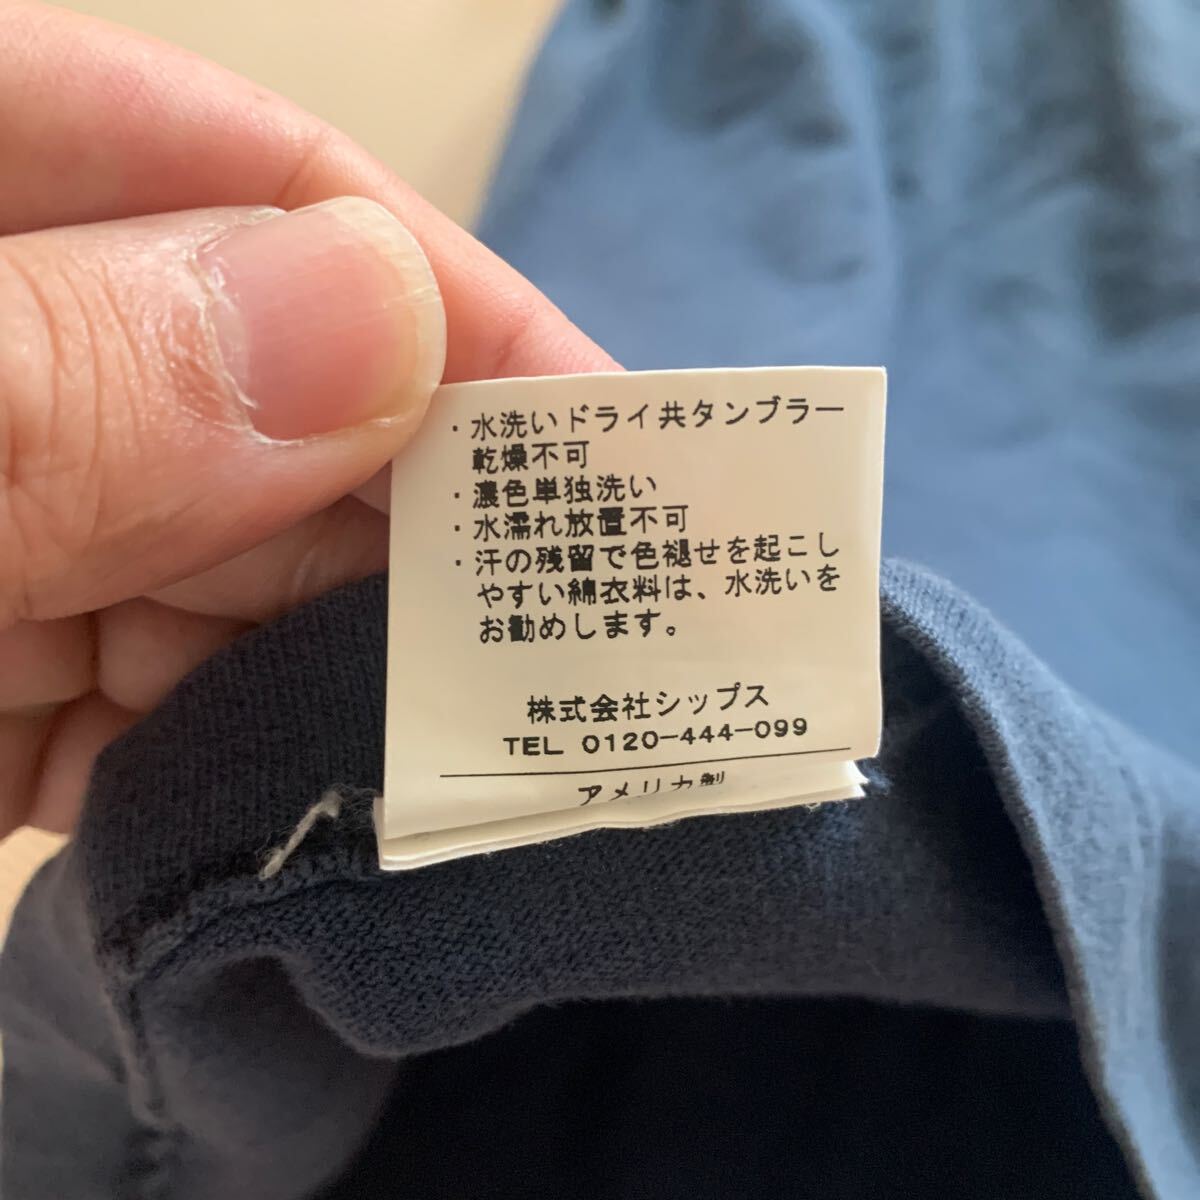 ・水洗いドライ共タンブラー
乾燥不可
・濃色単独洗い
・水濡れ放置不可
・汗の残留で色褪せを起こし
やすい綿衣料は、水洗いを
お勧めします。
株式会社シップス
TEL 0120-444-099
アメリカ製